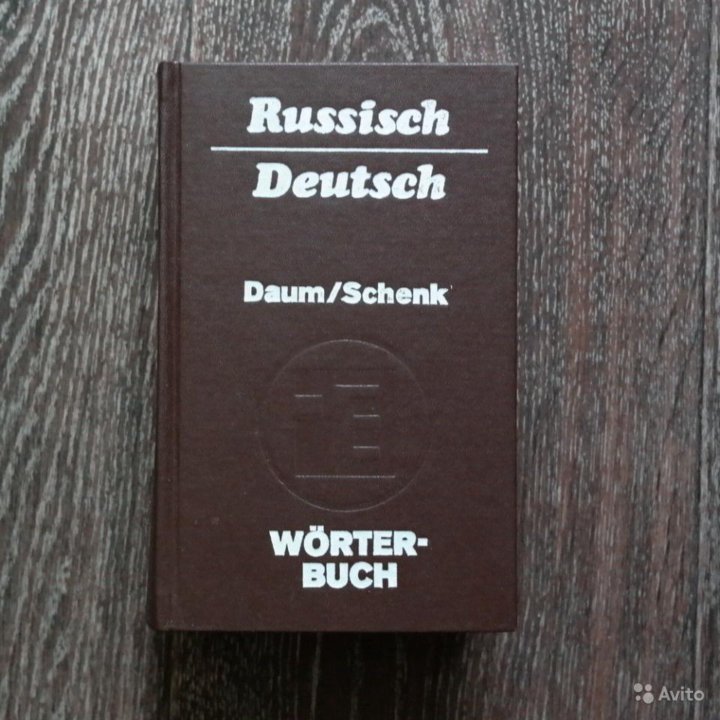 Russisch
Deutsch
Daum/Schenk
WÖRTER-
BUCH
Avito